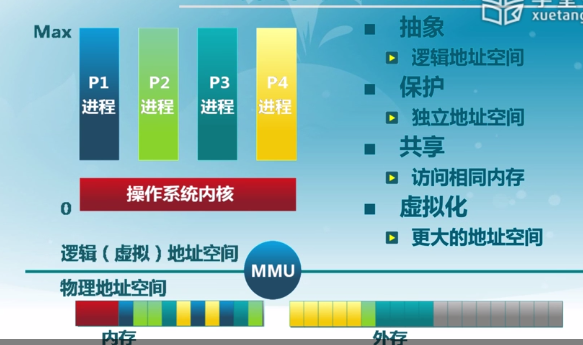 xuetang
Max
P1
进程
P2
进程
P3
进程
P4
进程
操作系统内核
0
逻辑（虚拟）地址空间
MMU
物理地址空间
内存
外存
抽象
逻辑地址空间
保护
独立地址空间
共享
访问相同内存
虚拟化
更大的地址空间